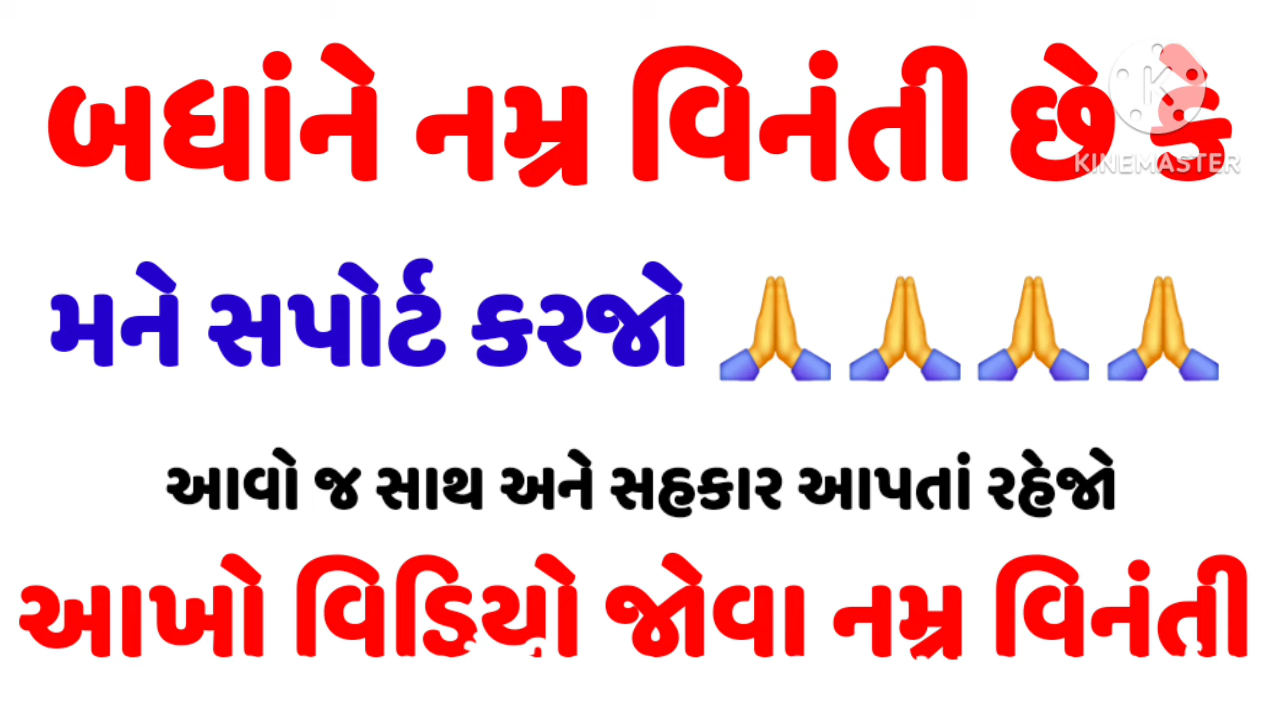 બધાંને નમ્ર વિનંતી છે કે
KINEMASTER
મને સપોર્ટ કરજો 🙏🙏🙏🙏
આવો જ સાથ અને સહકાર આપતાં રહેજો
આખો વિડિયો જોવા નમ્ર વિનંતી